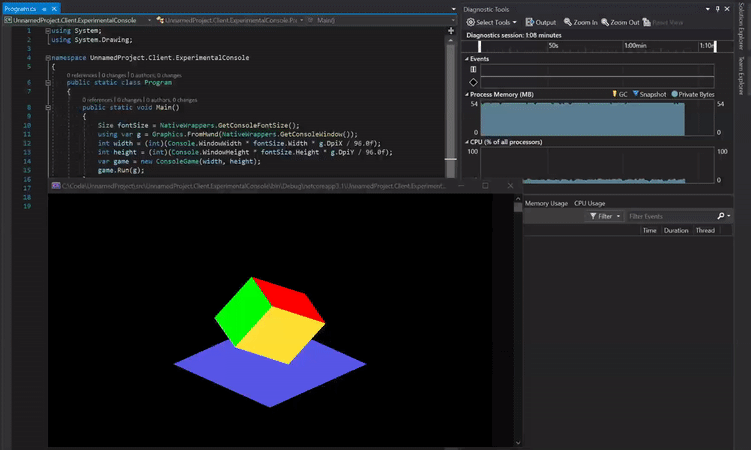 Program.cs
UnnamedProject.Client.ExperimentalConsole
UnnamedProject.Client.ExperimentalConsole.Pro
Main()
1 using System;
2 using System.Drawing;
3
4 namespace UnnamedProject.Client.ExperimentalConsole
5 {
0 references | 0 changes | 0 authors, 0 changes
6 public static class Program
7 {
0 references | 0 changes | 0 authors, 0 changes
8 public static void Main()
9 {
10 Size fontSize = NativeWrappers.GetConsoleFontSize();
11 using var g = Graphics.FromHwnd(NativeWrappers.GetConsoleWindow());
12 int width = (int)(Console.WindowWidth * fontSize.Width * g.DpiX / 96.0f);
13 int height = (int)(Console.WindowHeight * fontSize.Height * g.DpiY / 96.0f);
14 var game = new ConsoleGame(width, height);
15 game.Run(g);
16
17
18
19
C:\Code\UnnamedProject\src\UnnamedProject.Client.ExperimentalConsole\bin\Debug\netcoreapp3.1\UnnamedProject.Client.Experimental
Diagnostic Tools
Select Tools
Output
Zoom In
Zoom Out
Reset View
Diagnostics session: 1:08 minutes
50s
1:00min
1:10
Events
Process Memory (MB)
GC
Snapshot
Private Bytes
54
54
0
0
CPU (% of all processors)
100
100
0
0
Memory Usage
CPU Usage
Filter
Filter Events
Time
Duration
Thread
Solution Explorer
Team Explorer